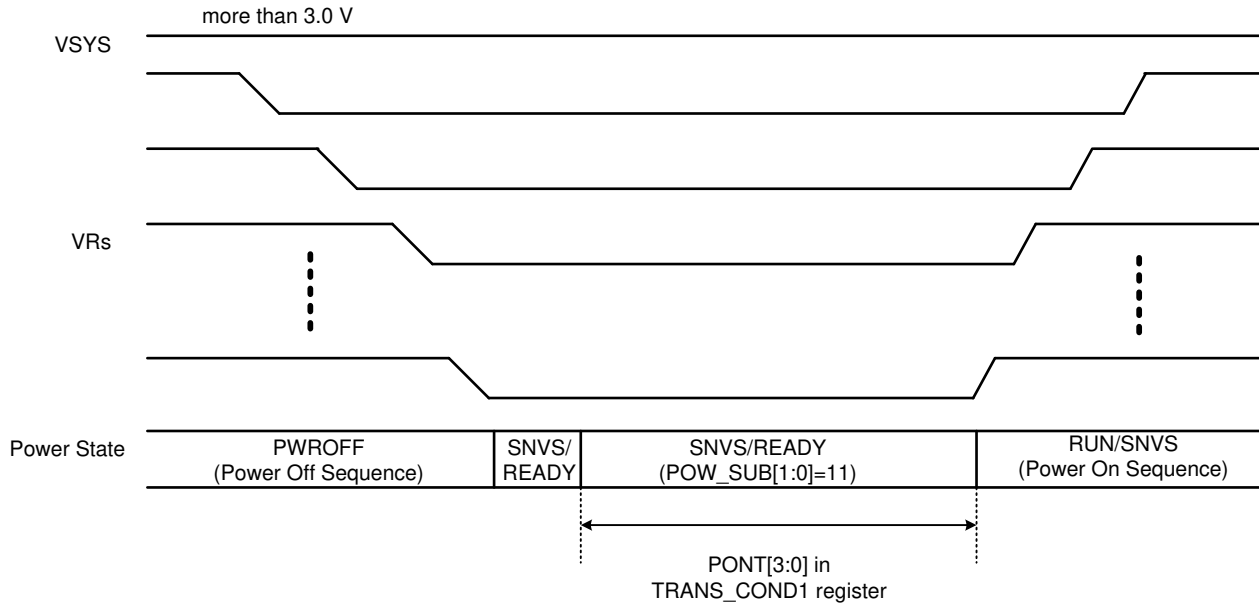 more than 3.0 V
VSYS
VRs
Power State
PWROFF
(Power Off Sequence)
SNVS/
READY
SNVS/READY
(POW_SUB[1:0]=11)
RUN/SNVS
(Power On Sequence)
PONT[3:0] in
TRANS_COND1 register